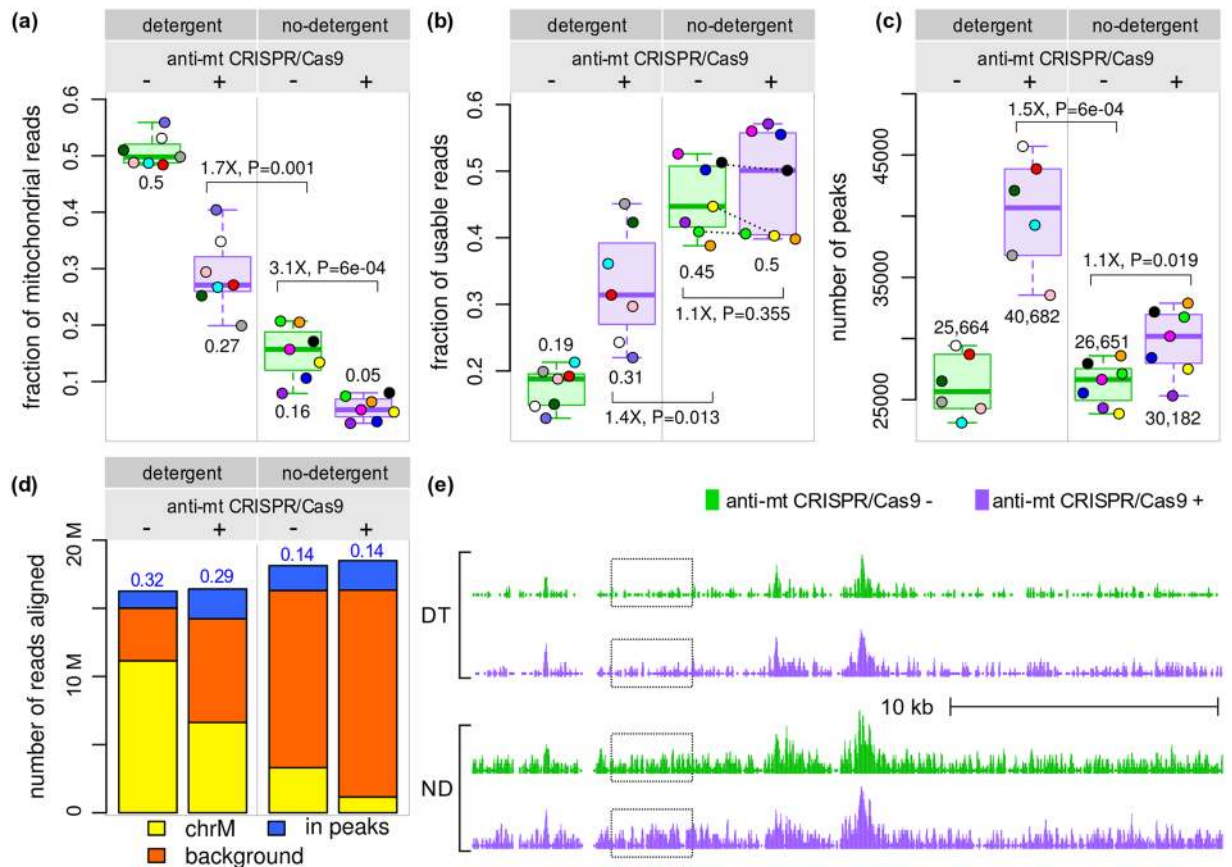 (a)
detergent no-detergent
anti-mt CRISPR/Cas9
- + - +
fraction of mitochondrial reads
0.6
0.5
0.4
0.3
0.2
0.1
0.5
1.7X, P=0.001
3.1X, P=6e-04
0.27
0.16
0.05
(b)
detergent no-detergent
anti-mt CRISPR/Cas9
- + - +
fraction of usable reads
0.6
0.5
0.4
0.3
0.2
0.19
0.31
0.45
0.5
1.1X, P=0.355
1.4X, P=0.013
(c)
detergent no-detergent
anti-mt CRISPR/Cas9
- + - +
number of peaks
45000
35000
25000
1.5X, P=6e-04
1.1X, P=0.019
25,664
40,682
26,651
30,182
(d)
detergent no-detergent
anti-mt CRISPR/Cas9
- + - +
number of reads aligned
20 M
10 M
0
0.32
0.29
0.14
0.14
chrM
in peaks
background
(e)
anti-mt CRISPR/Cas9 - anti-mt CRISPR/Cas9 +
DT
10 kb
ND